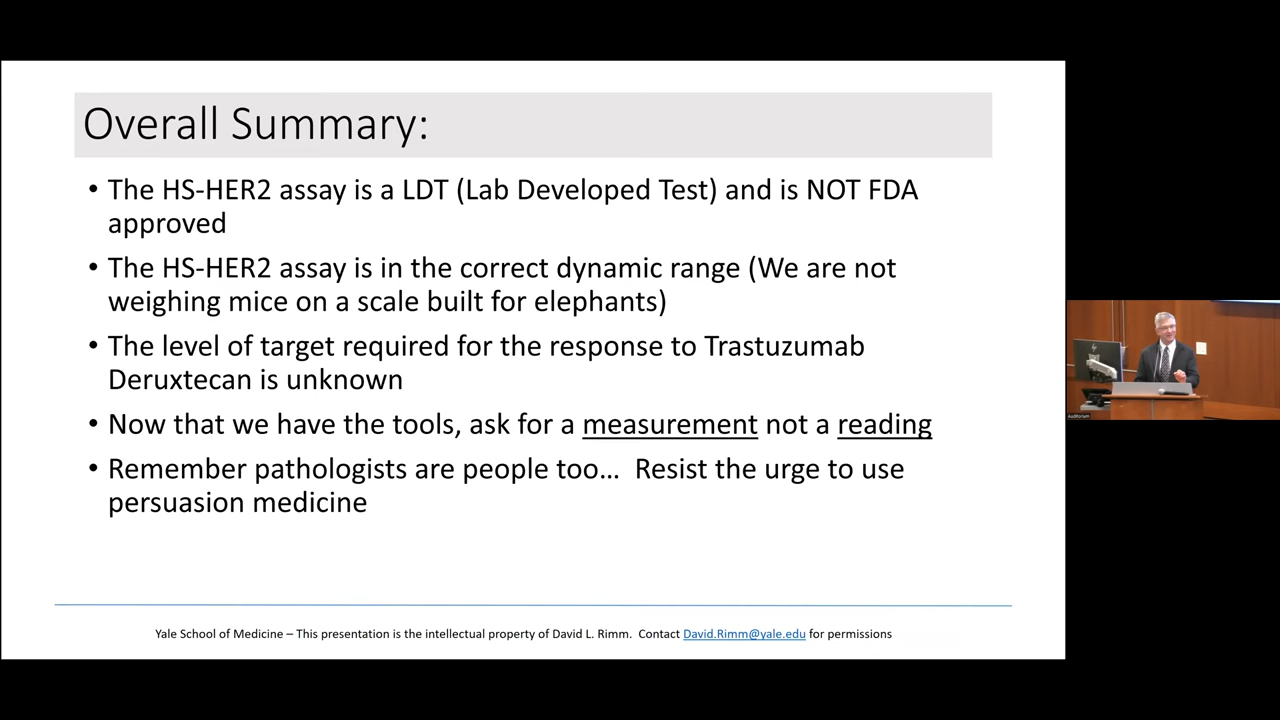 Overall Summary:
• The HS-HER2 assay is a LDT (Lab Developed Test) and is NOT FDA
approved
• The HS-HER2 assay is in the correct dynamic range (We are not
weighing mice on a scale built for elephants)
• The level of target required for the response to Trastuzumab
Deruxtecan is unknown
• Now that we have the tools, ask for a measurement not a reading
• Remember pathologists are people too... Resist the urge to use
persuasion medicine
Yale School of Medicine – This presentation is the intellectual property of David L. Rimm. Contact David.Rimm@yale.edu for permissions
Auditorium